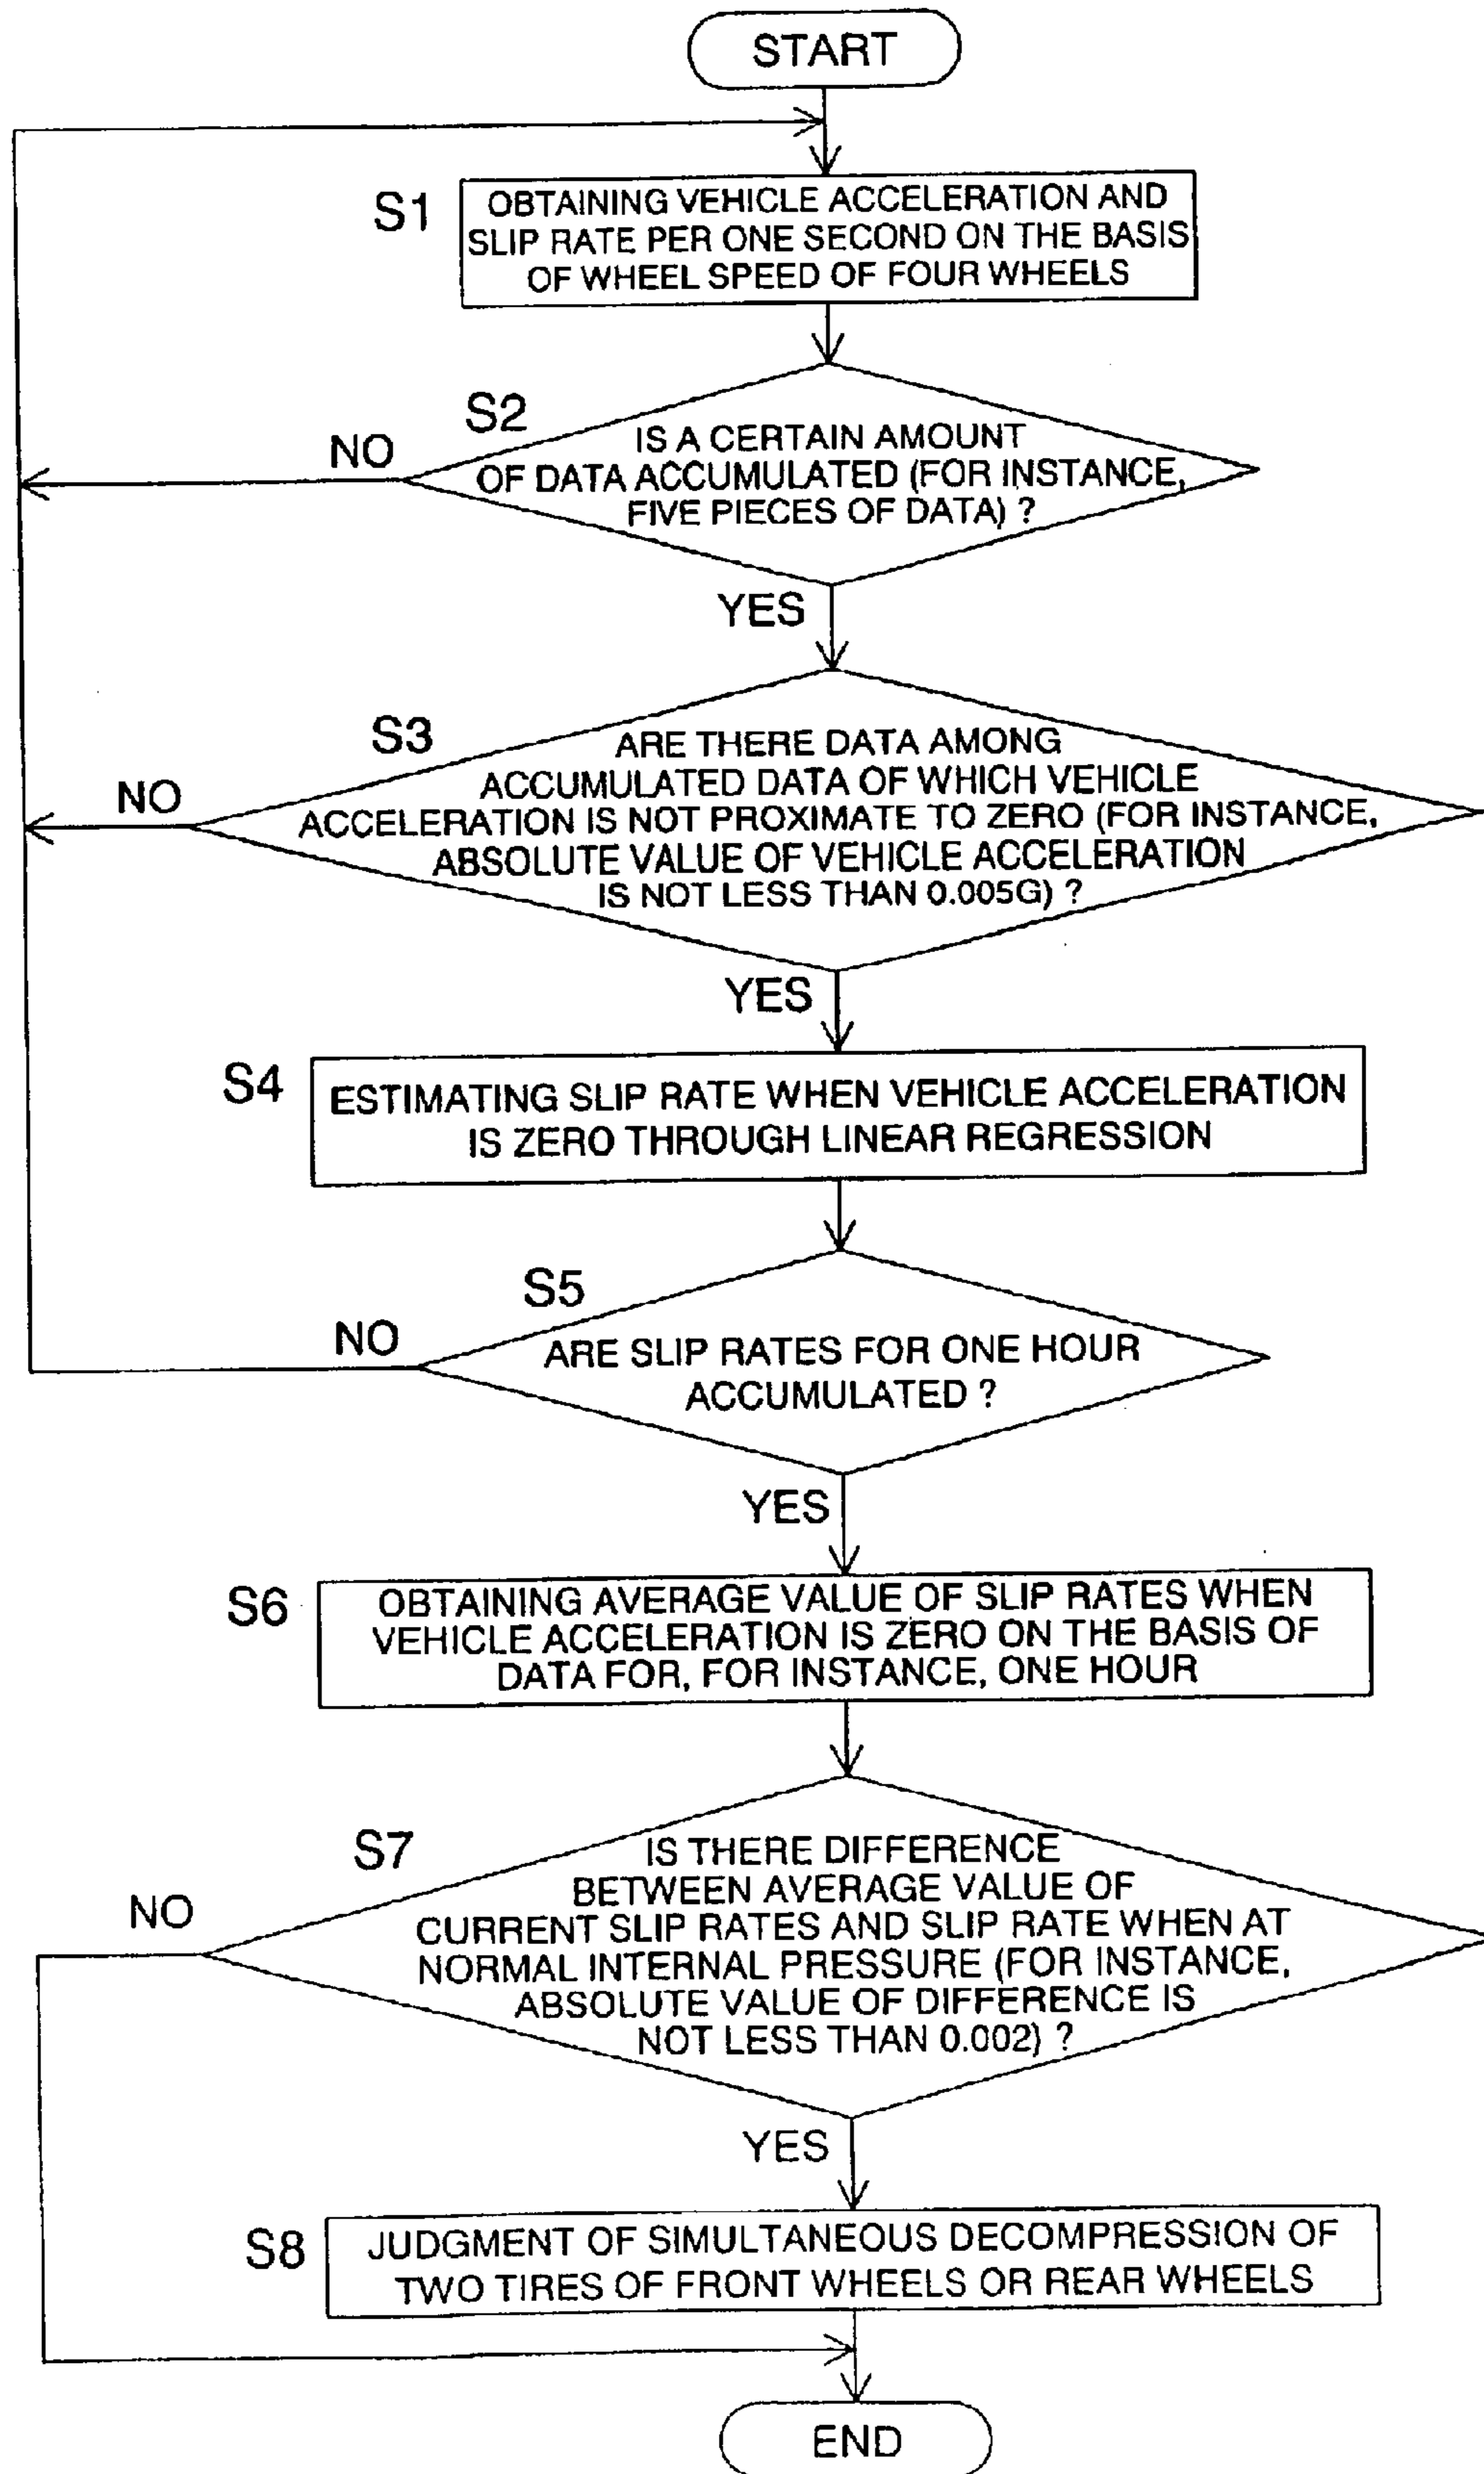 START
S1
OBTAINING VEHICLE ACCELERATION AND
SLIP RATE PER ONE SECOND ON THE BASIS
OF WHEEL SPEED OF FOUR WHEELS
S2
NO
IS A CERTAIN AMOUNT
OF DATA ACCUMULATED (FOR INSTANCE,
FIVE PIECES OF DATA) ?
YES
S3
NO
ARE THERE DATA AMONG
ACCUMULATED DATA OF WHICH VEHICLE
ACCELERATION IS NOT PROXIMATE TO ZERO (FOR INSTANCE,
ABSOLUTE VALUE OF VEHICLE ACCELERATION
IS NOT LESS THAN 0.005G) ?
YES
S4
ESTIMATING SLIP RATE WHEN VEHICLE ACCELERATION
IS ZERO THROUGH LINEAR REGRESSION
S5
NO
ARE SLIP RATES FOR ONE HOUR
ACCUMULATED ?
YES
S6
OBTAINING AVERAGE VALUE OF SLIP RATES WHEN
VEHICLE ACCELERATION IS ZERO ON THE BASIS OF
DATA FOR, FOR INSTANCE, ONE HOUR
S7
NO
IS THERE DIFFERENCE
BETWEEN AVERAGE VALUE OF
CURRENT SLIP RATES AND SLIP RATE WHEN AT
NORMAL INTERNAL PRESSURE (FOR INSTANCE,
ABSOLUTE VALUE OF DIFFERENCE IS
NOT LESS THAN 0.002) ?
YES
S8
JUDGMENT OF SIMULTANEOUS DECOMPRESSION OF
TWO TIRES OF FRONT WHEELS OR REAR WHEELS
END